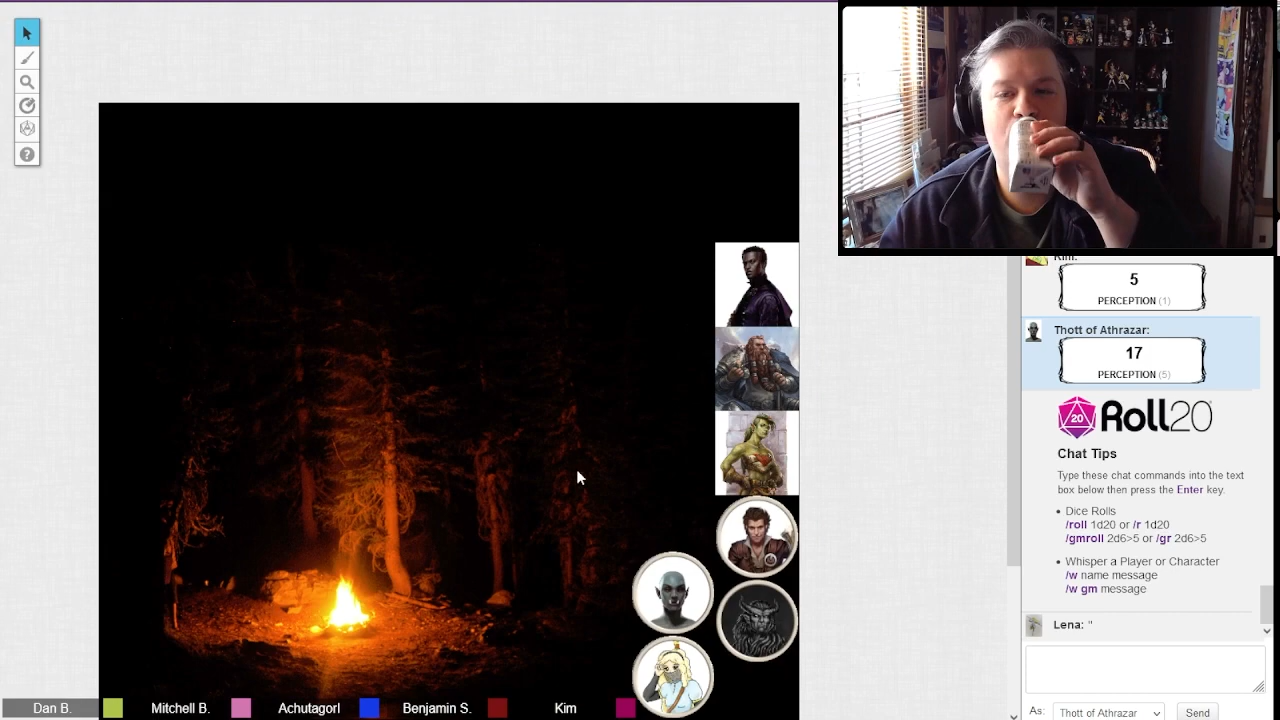 Kim:
5
PERCEPTION (1)
Thott of Athrazar:
17
PERCEPTION (5)
20 Roll20
Chat Tips
Type these chat commands into the text
box below then press the Enter key.
Dice Rolls
/roll 1d20 or /r 1d20
/gmroll 2d6>5 or /gr 2d6>5
Whisper a Player or Character
/w name message
/w gm message
Lena: "
As: Thott of Athrazar Send
Dan B. Mitchell B. Achutagorl Benjamin S. Kim